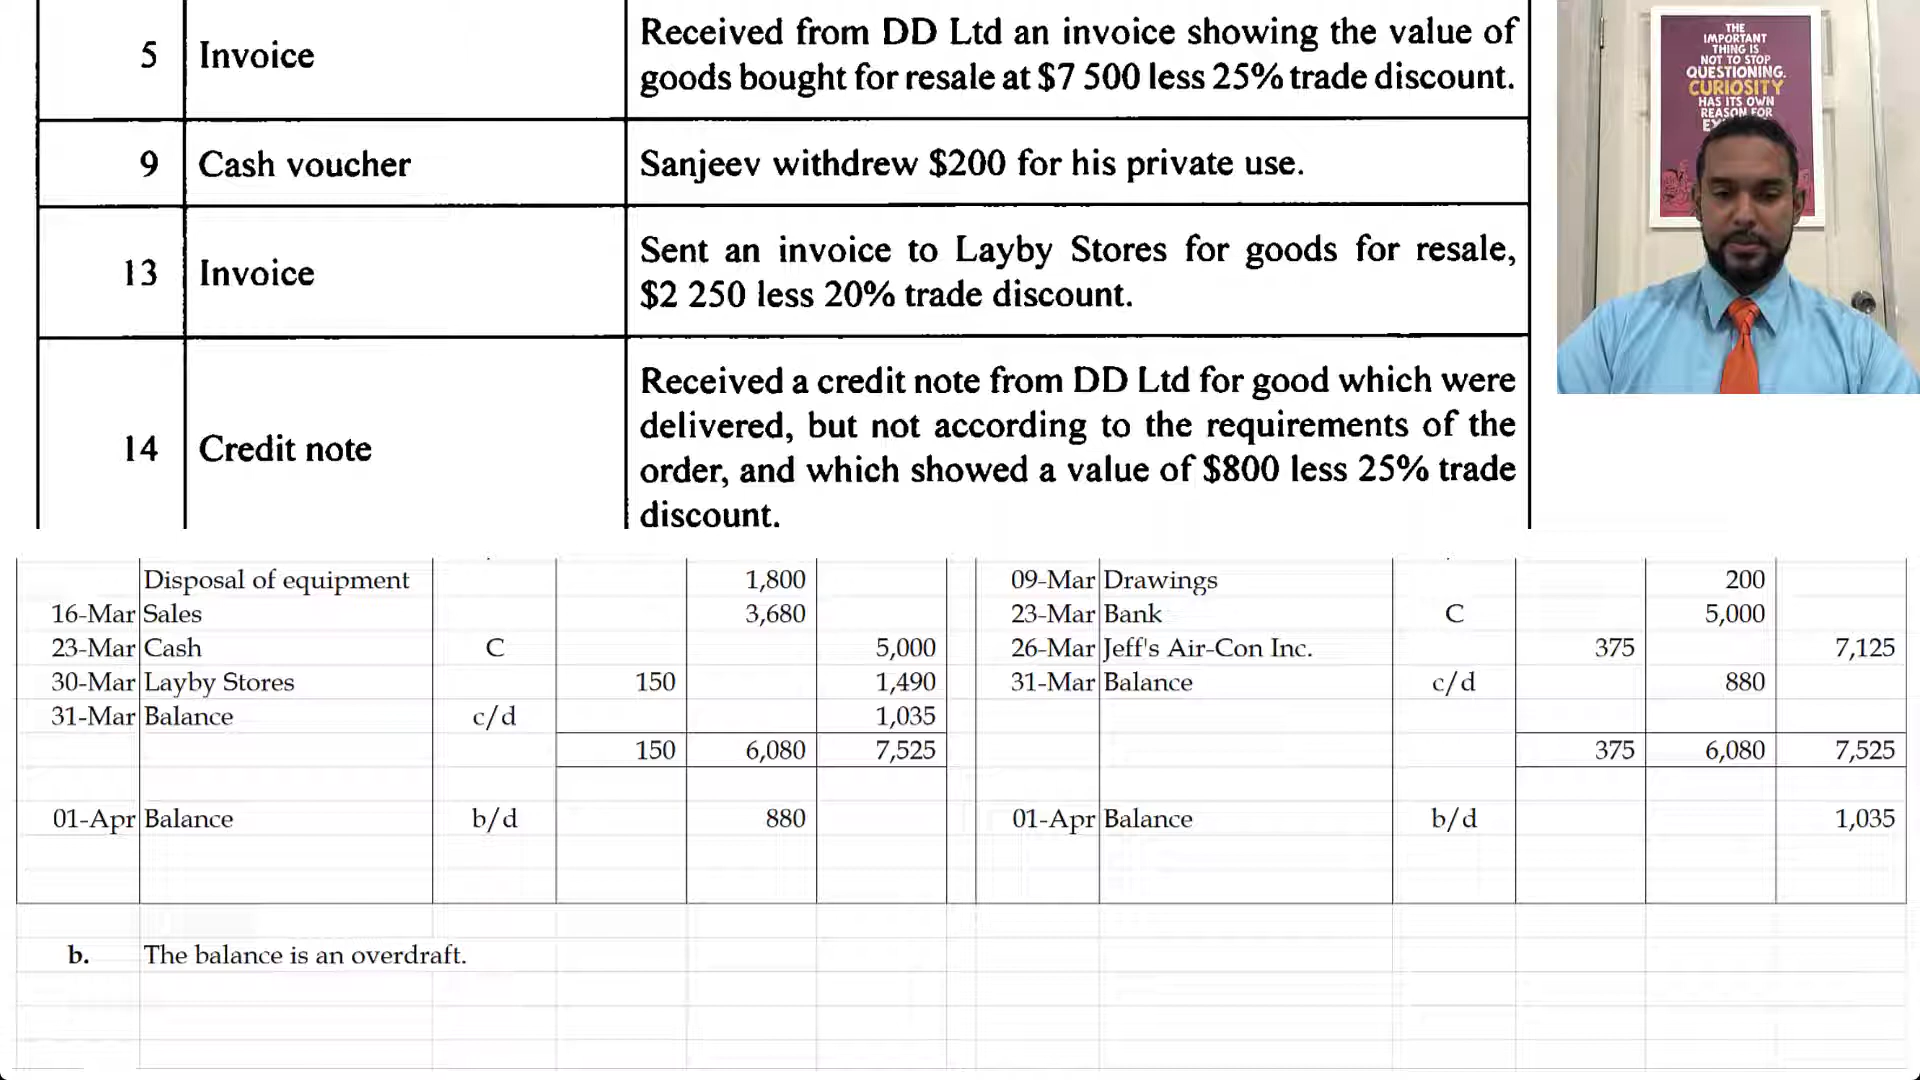 5 Invoice Received from DD Ltd an invoice showing the value of
goods bought for resale at $7 500 less 25% trade discount.
9 Cash voucher Sanjeev withdrew $200 for his private use.
13 Invoice Sent an invoice to Layby Stores for goods for resale,
$2 250 less 20% trade discount.
14 Credit note Received a credit note from DD Ltd for good which were
delivered, but not according to the requirements of the
order, and which showed a value of $800 less 25% trade
discount.
THE
IMPORTANT
THING IS
NOT TO STOP
QUESTIONING.
CURIOSITY
HAS ITS OWN
REASON FOR
Disposal of equipment 1,800 09-Mar Drawings 200
16-Mar Sales 3,680 23-Mar Bank C 5,000
23-Mar Cash C 5,000 26-Mar Jeff's Air-Con Inc. 375 7,125
30-Mar Layby Stores 150 1,490 31-Mar Balance c/d 880
31-Mar Balance c/d 1,035
150 6,080 7,525 375 6,080 7,525
01-Apr Balance b/d 880 01-Apr Balance b/d 1,035
b. The balance is an overdraft.